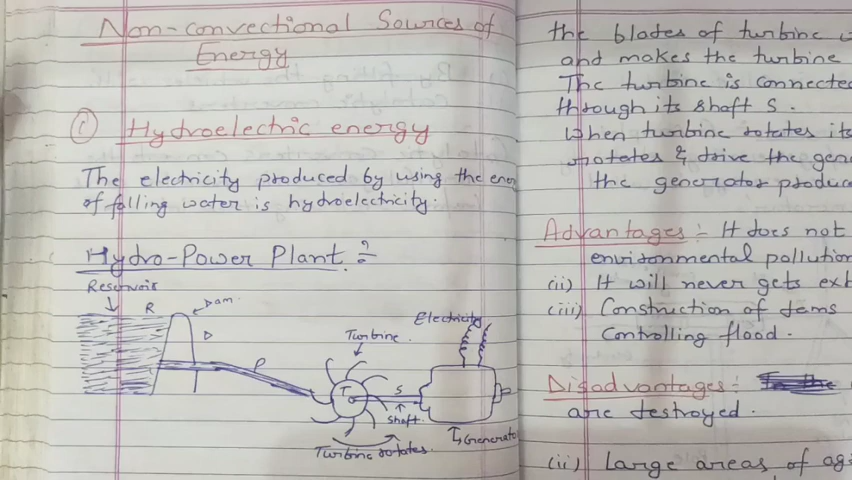 Non-convectional Sources of
Energy
(i) Hydroelectric energy
The electricity produced by using the ener
of falling water is hydroelectricity.
Hydro-Power Plant :-
Reservoir
R
Dam
D
P
Turbine
T
S
shaft
Turbine rotates.
Electricity
Generato
the blades of turbine
and makes the turbine
The turbine is connected
through its shaft S.
When turbine rotates its
rotates & drive the gen
the generator produc
Advantages :- It does not
environmental pollution
(ii) It will never gets exh
(iii) Construction of dams
Controlling flood.
Disadvantages :-
are destroyed.
(ii) Large areas of ag